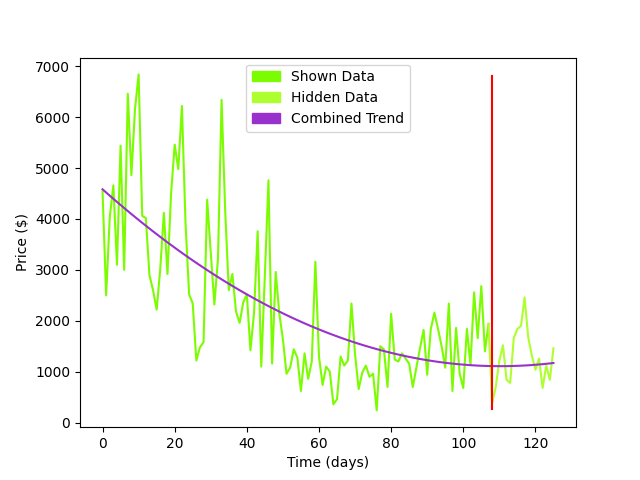 7000
6000
5000
4000
3000
2000
1000
0
Price ($)
Shown Data
Hidden Data
Combined Trend
0 20 40 60 80 100 120
Time (days)